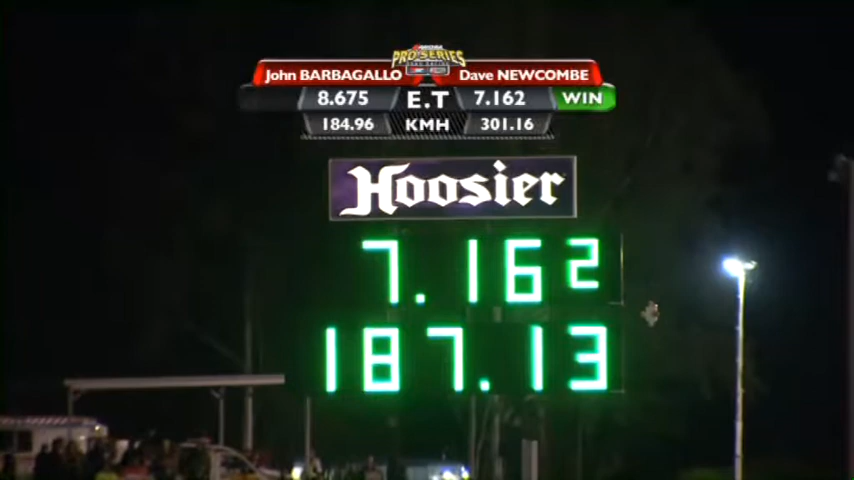 PRO SERIES
John BARBAGALLO Dave NEWCOMBE
8.675 E.T 7.162 WIN
184.96 KMH 301.16
Hoosier
7.162
187.13